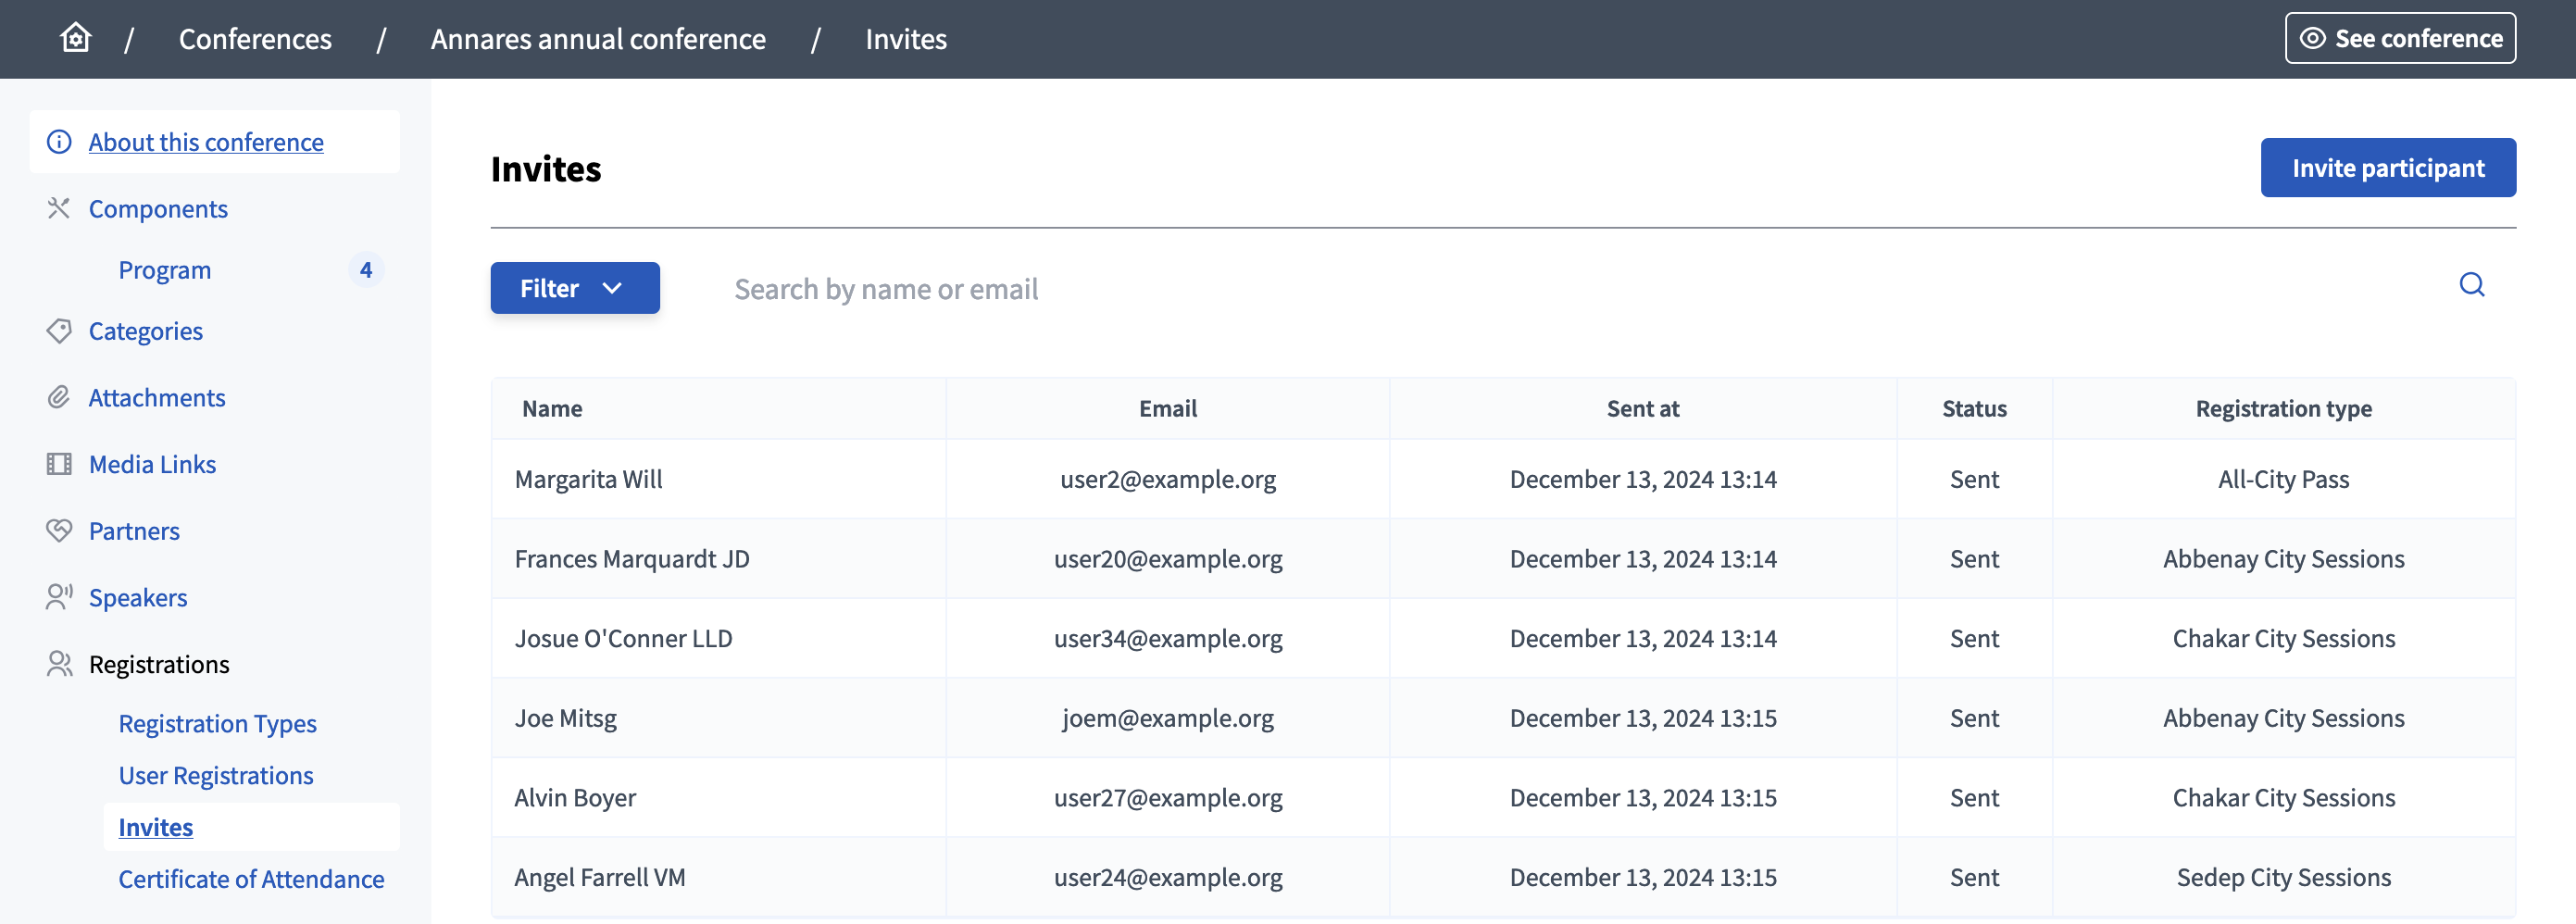 / Conferences / Annares annual conference / Invites
See conference
About this conference
Components
Program 4
Categories
Attachments
Media Links
Partners
Speakers
Registrations
Registration Types
User Registrations
Invites
Certificate of Attendance
Invites
Invite participant
Filter
Search by name or email
Name Email Sent at Status Registration type
Margarita Will user2@example.org December 13, 2024 13:14 Sent All-City Pass
Frances Marquardt JD user20@example.org December 13, 2024 13:14 Sent Abbenay City Sessions
Josue O'Conner LLD user34@example.org December 13, 2024 13:14 Sent Chakar City Sessions
Joe Mitsg joem@example.org December 13, 2024 13:15 Sent Abbenay City Sessions
Alvin Boyer user27@example.org December 13, 2024 13:15 Sent Chakar City Sessions
Angel Farrell VM user24@example.org December 13, 2024 13:15 Sent Sedep City Sessions